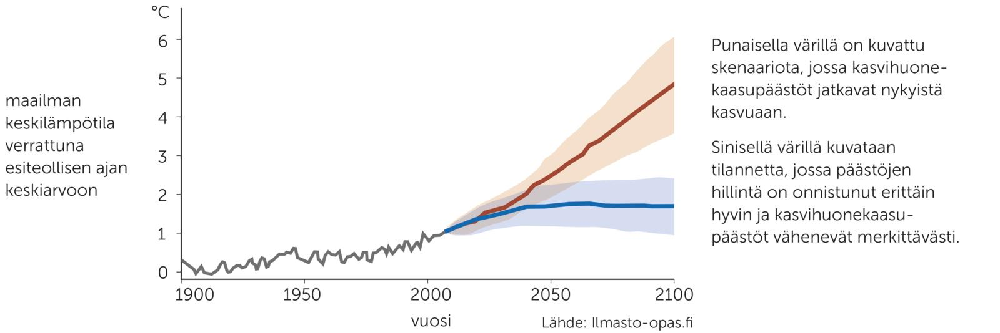 °C
6
5
4
3
2
1
0
maailman
keskilämpötila
verrattuna
esiteollisen ajan
keskiarvoon
1900 1950 2000 2050 2100
vuosi
Lähde: Ilmasto-opas.fi
Punaisella värillä on kuvattu
skenaariota, jossa kasvihuone-
kaasupäästöt jatkavat nykyistä
kasvuaan.
Sinisellä värillä kuvataan
tilannetta, jossa päästöjen
hillintä on onnistunut erittäin
hyvin ja kasvihuonekaasu-
päästöt vähenevät merkittävästi.